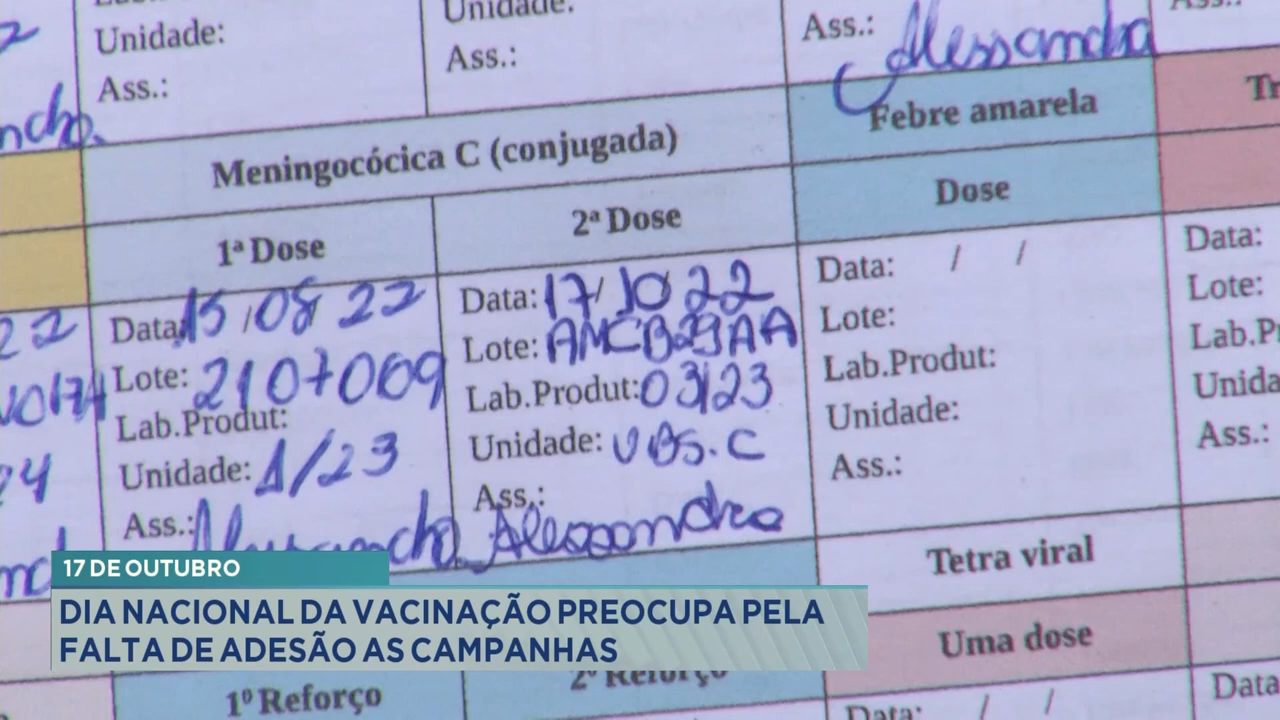 Unidade:
Ass.:
Unidade:
Ass.:
Ass.: Alessandra
Meningocócica C (conjugada)
Febre amarela
1ª Dose
2ª Dose
Dose
Data: 15/08 22
Lote: 2107009
Lab.Produt:
Unidade: 1/23
Ass.: Alessandra
Data: 17/10 22
Lote:
Lab.Produt: 03/23
Unidade: UBS. C
Ass.: Alessandra
Data: / /
Lote:
Lab.Produt:
Unidade:
Ass.:
Data:
Lote:
Ass.:
Tetra viral
Uma dose
1º Reforço
2º Reforço
Data: / /
Data:
17 DE OUTUBRO
DIA NACIONAL DA VACINAÇÃO PREOCUPA PELA
FALTA DE ADESÃO AS CAMPANHAS